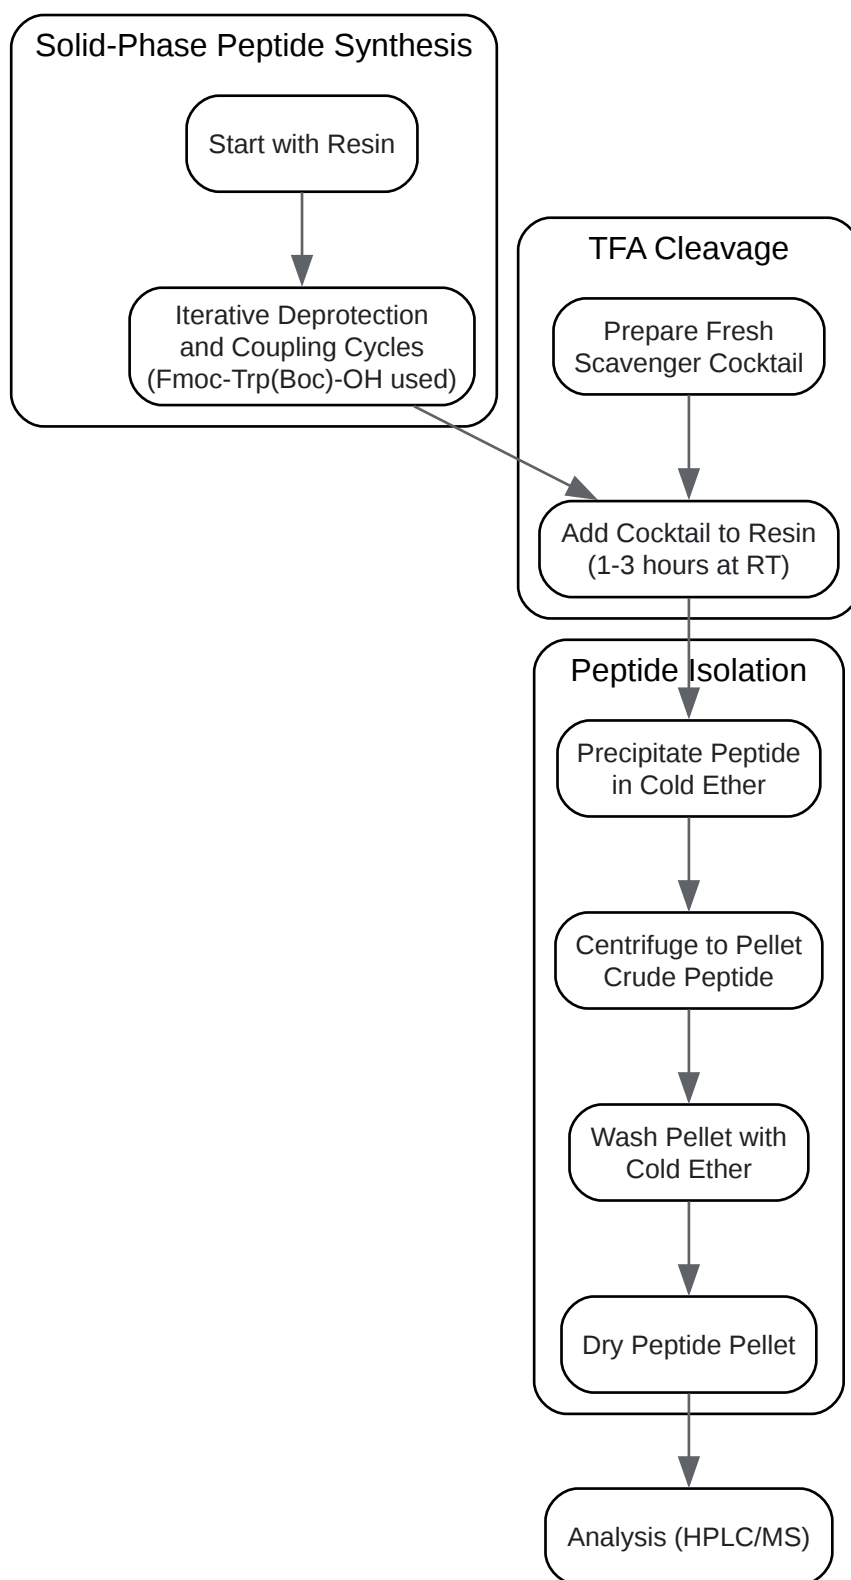 Solid-Phase Peptide Synthesis
Start with Resin
Iterative Deprotection
and Coupling Cycles
(Fmoc-Trp(Boc)-OH used)
TFA Cleavage
Prepare Fresh
Scavenger Cocktail
Add Cocktail to Resin
(1-3 hours at RT)
Peptide Isolation
Precipitate Peptide
in Cold Ether
Centrifuge to Pellet
Crude Peptide
Wash Pellet with
Cold Ether
Dry Peptide Pellet
Analysis (HPLC/MS)